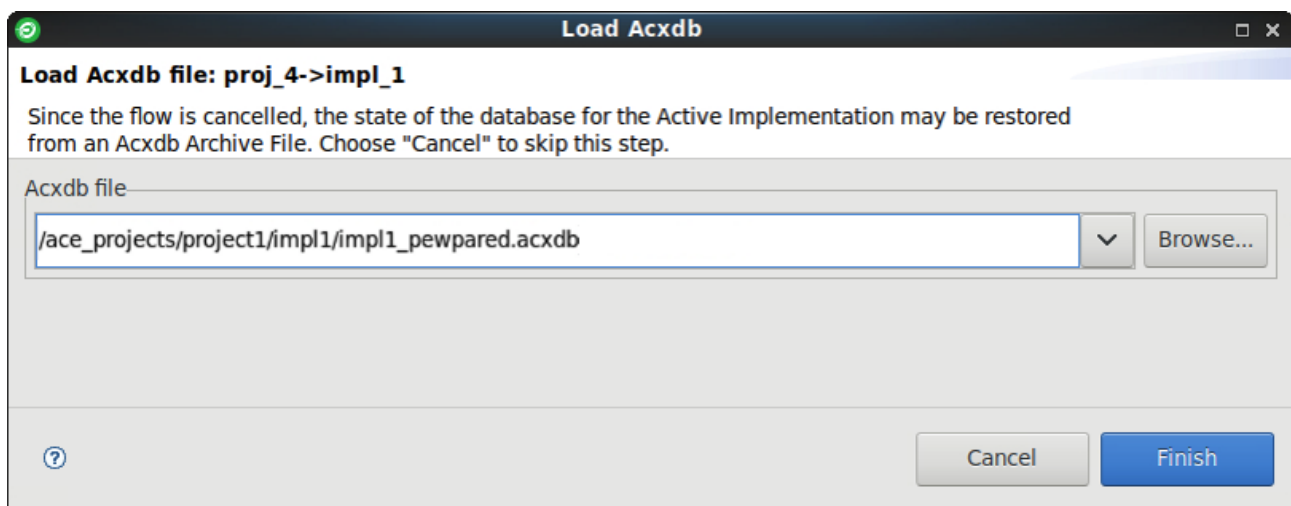 Load Acxdb
Load Acxdb file: proj_4->impl_1
Since the flow is cancelled, the state of the database for the Active Implementation may be restored
from an Acxdb Archive File. Choose "Cancel" to skip this step.
Acxdb file
/ace_projects/project1/impl1/impl1_pewpared.acxdb
Browse...
?
Cancel
Finish